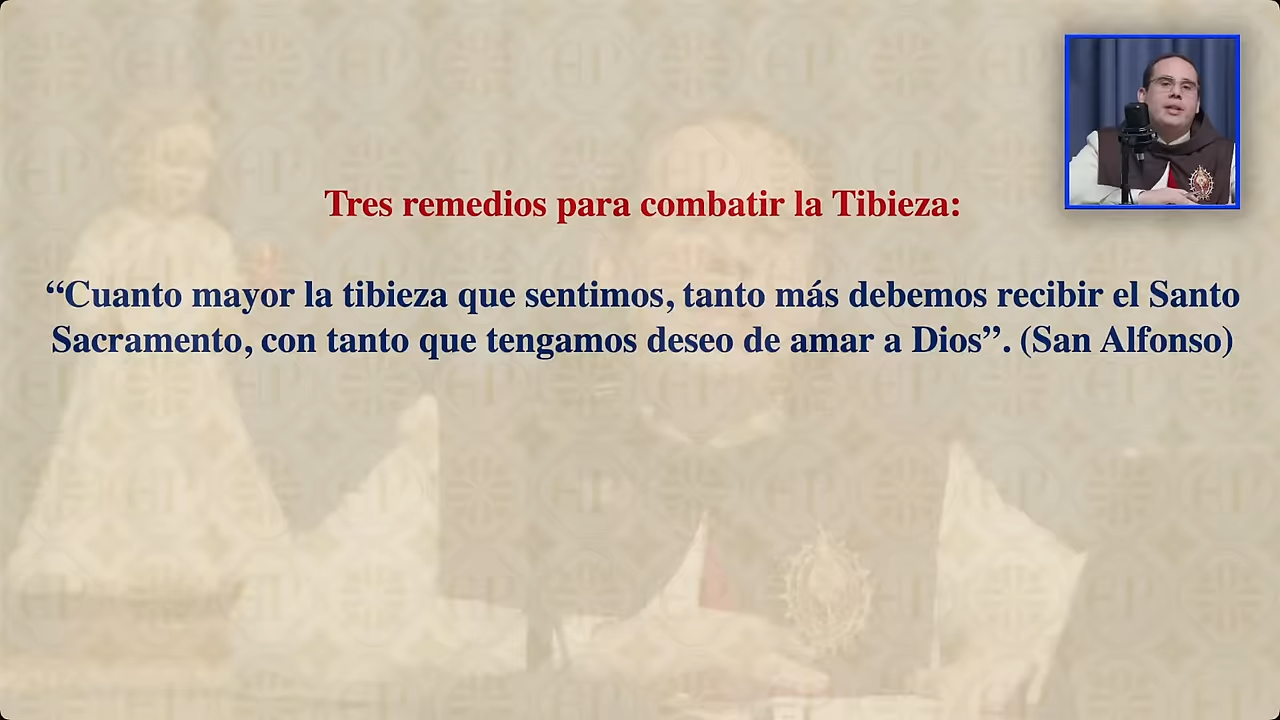 Tres remedios para combatir la Tibieza:
“Cuanto mayor la tibieza que sentimos, tanto más debemos recibir el Santo
Sacramento, con tanto que tengamos deseo de amar a Dios”. (San Alfonso)